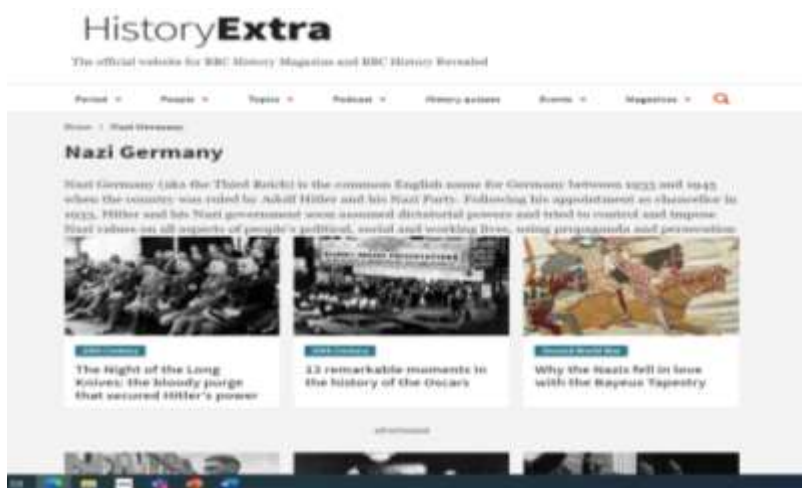 HistoryExtra
The official website for BBC History Magazine and BBC History Revealed
Period People Topics Podcast History quizzes Events Magazines
Home Nazi Germany
Nazi Germany
Nazi Germany (aka the Third Reich) is the common English name for Germany between 1933 and 1945
when the country was ruled by Adolf Hitler and his Nazi Party. Following his appointment as chancellor in
1933, Hitler and his Nazi government soon assumed dictatorial powers and tried to control and impose
Nazi values on all aspects of people's political, social and working lives, using propaganda and persecution
20th Century
The Night of the Long
Knives: the bloody purge
that secured Hitler's power
20th Century
13 remarkable moments in
the history of the Oscars
Second World War
Why the Nazis fell in love
with the Bayeux Tapestry
ADVERTISEMENT